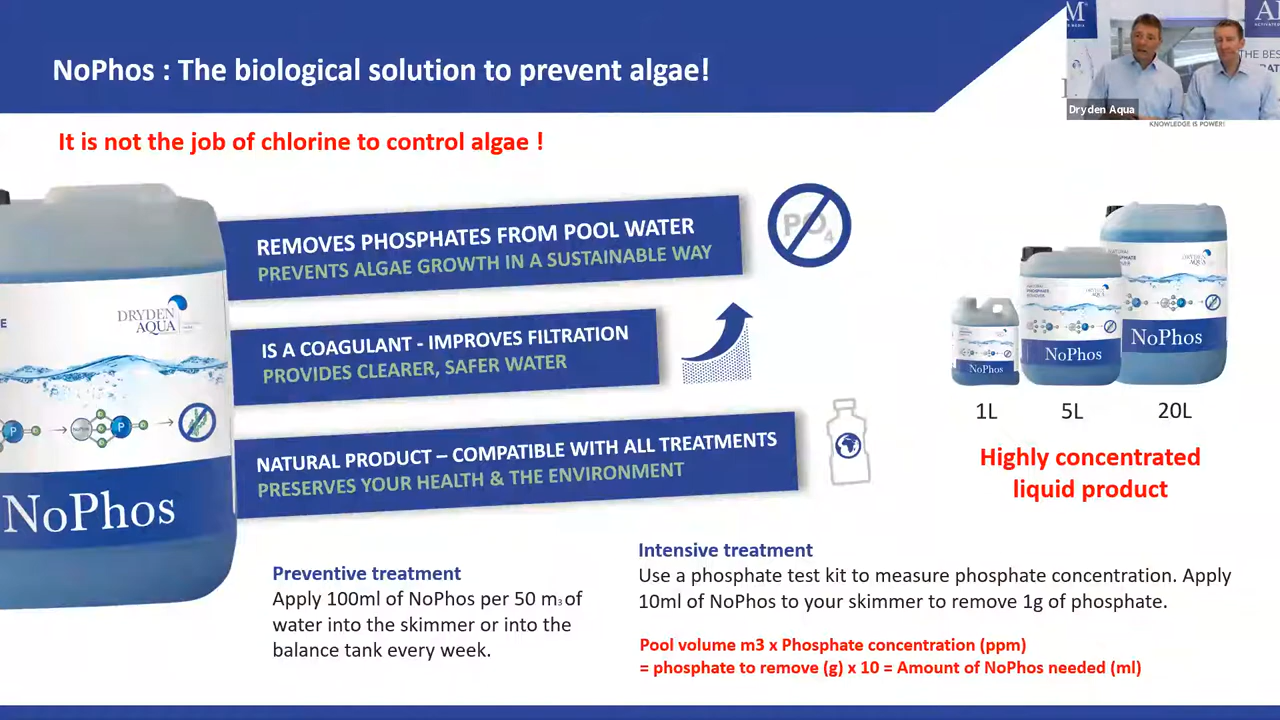 NoPhos : The biological solution to prevent algae!
Dryden Aqua
THE BES
KNOWLEDGE IS POWER!
It is not the job of chlorine to control algae !
REMOVES PHOSPHATES FROM POOL WATER
PREVENTS ALGAE GROWTH IN A SUSTAINABLE WAY
PO4
IS A COAGULANT - IMPROVES FILTRATION
PROVIDES CLEARER, SAFER WATER
NATURAL PRODUCT – COMPATIBLE WITH ALL TREATMENTS
PRESERVES YOUR HEALTH & THE ENVIRONMENT
DRYDEN
AQUA
P
NoPhos
P
NoPhos
NoPhos
NoPhos
NoPhos
1L
5L
20L
Highly concentrated
liquid product
Preventive treatment
Apply 100ml of NoPhos per 50 m3 of
water into the skimmer or into the
balance tank every week.
Intensive treatment
Use a phosphate test kit to measure phosphate concentration. Apply
10ml of NoPhos to your skimmer to remove 1g of phosphate.
Pool volume m3 x Phosphate concentration (ppm)
= phosphate to remove (g) x 10 = Amount of NoPhos needed (ml)